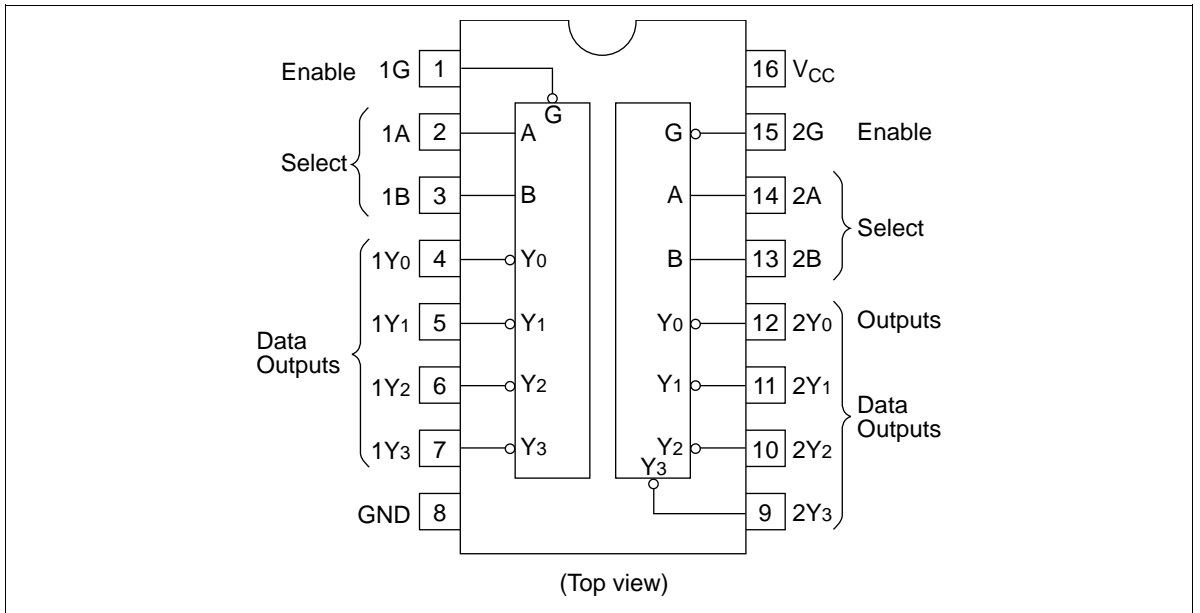 Enable 1G 1 16 VCC
G
1A 2 A G 15 2G Enable
Select
1B 3 B A 14 2A
Select
1Y0 4 Y0 B 13 2B
1Y1 5 Y1 Y0 12 2Y0 Outputs
Data
Outputs
1Y2 6 Y2 Y1 11 2Y1
Data
Outputs
1Y3 7 Y3 Y2 10 2Y2
Y3
GND 8 9 2Y3
(Top view)